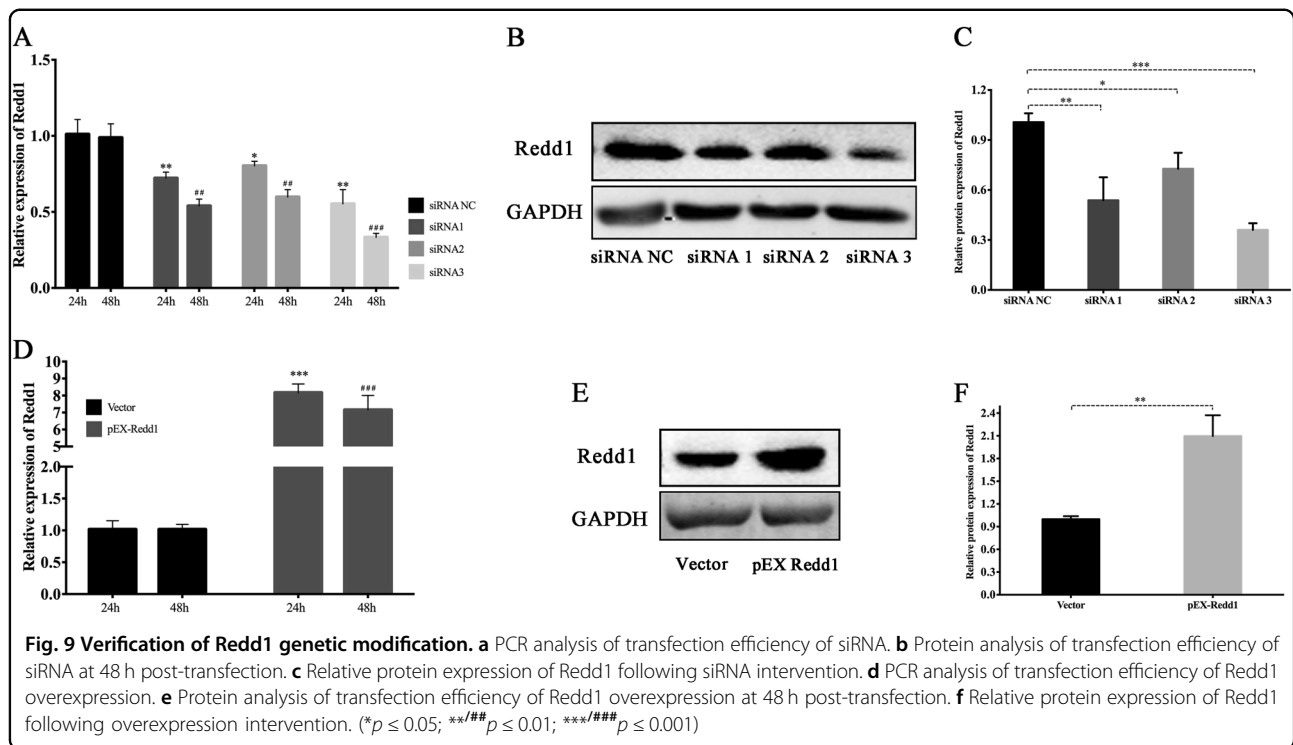 A
Relative expression of Redd1
1.5
1.0
0.5
0.0
** ## * ## ** ###
24h 48h 24h 48h 24h 48h 24h 48h
siRNA NC
siRNA1
siRNA2
siRNA3
B
Redd1
GAPDH
siRNA NC siRNA 1 siRNA 2 siRNA 3
C
Relative protein expression of Redd1
***
*
**
1.2
0.9
0.6
0.3
0.0
siRNA NC siRNA 1 siRNA 2 siRNA 3
D
Relative expression of Redd1
10
9
8
7
6
5
2.0
1.5
1.0
0.5
0.0
Vector
pEX-Redd1
*** ###
24h 48h 24h 48h
E
Redd1
GAPDH
Vector pEX Redd1
F
Relative protein expression of Redd1
**
2.4
2.1
1.2
0.9
0.6
0.3
0.0
Vector pEX-Redd1
Fig. 9 Verification of Redd1 genetic modification. a PCR analysis of transfection efficiency of siRNA. b Protein analysis of transfection efficiency of
siRNA at 48 h post-transfection. c Relative protein expression of Redd1 following siRNA intervention. d PCR analysis of transfection efficiency of Redd1
overexpression. e Protein analysis of transfection efficiency of Redd1 overexpression at 48 h post-transfection. f Relative protein expression of Redd1
following overexpression intervention. (*p ≤ 0.05; **/##p ≤ 0.01; ***/###p ≤ 0.001)